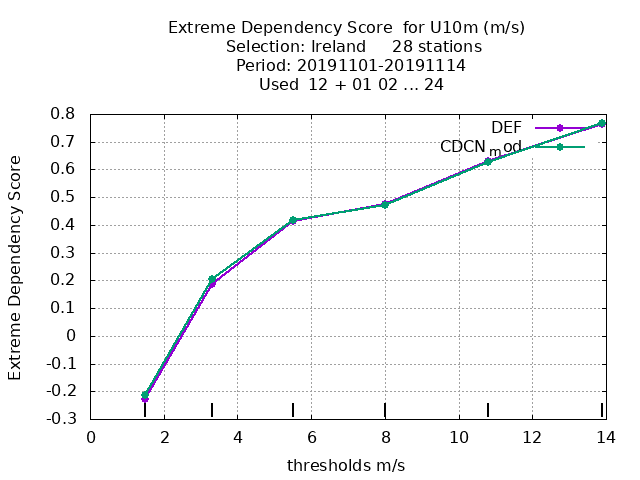 Extreme Dependency Score  for U10m (m/s)
Selection: Ireland     28 stations
Period: 20191101-20191114
Used  12 + 01 02 ... 24
Extreme Dependency Score
0.8
0.7
0.6
0.5
0.4
0.3
0.2
0.1
0
-0.1
-0.2
-0.3
DEF
CDCN_mod
0 2 4 6 8 10 12 14
thresholds m/s